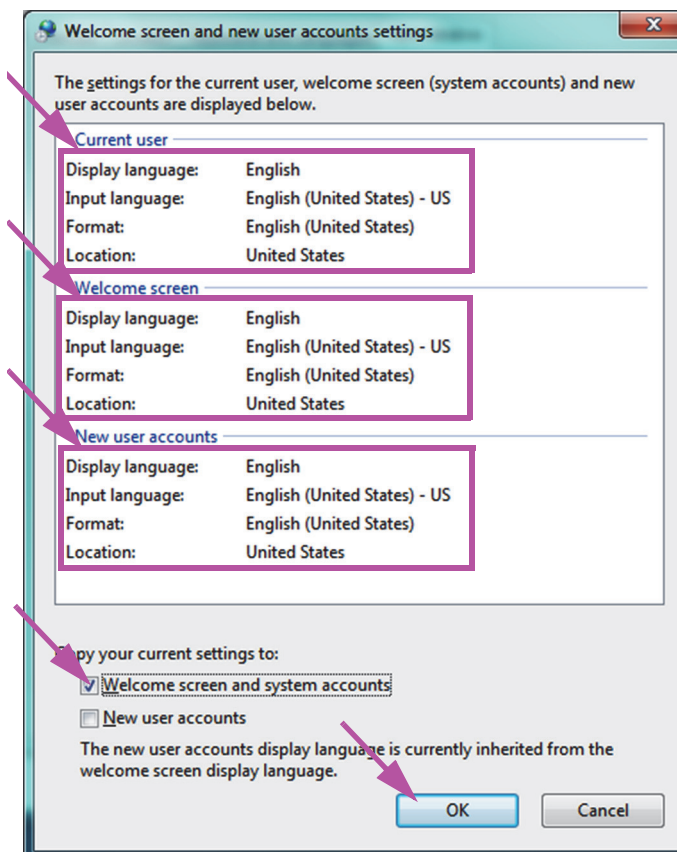 Welcome screen and new user accounts settings
The settings for the current user, welcome screen (system accounts) and new
user accounts are displayed below.
Current user
Display language: English
Input language: English (United States) - US
Format: English (United States)
Location: United States
Welcome screen
Display language: English
Input language: English (United States) - US
Format: English (United States)
Location: United States
New user accounts
Display language: English
Input language: English (United States) - US
Format: English (United States)
Location: United States
Copy your current settings to:
Welcome screen and system accounts
New user accounts
The new user accounts display language is currently inherited from the
welcome screen display language.
OK Cancel